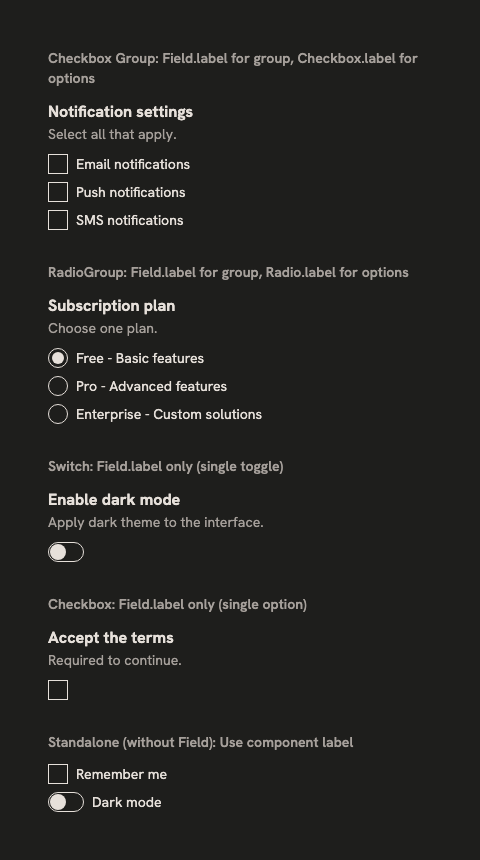 Checkbox Group: Field.label for group, Checkbox.label for
options
Notification settings
Select all that apply.
Email notifications
Push notifications
SMS notifications
RadioGroup: Field.label for group, Radio.label for options
Subscription plan
Choose one plan.
Free - Basic features
Pro - Advanced features
Enterprise - Custom solutions
Switch: Field.label only (single toggle)
Enable dark mode
Apply dark theme to the interface.
Checkbox: Field.label only (single option)
Accept the terms
Required to continue.
Standalone (without Field): Use component label
Remember me
Dark mode